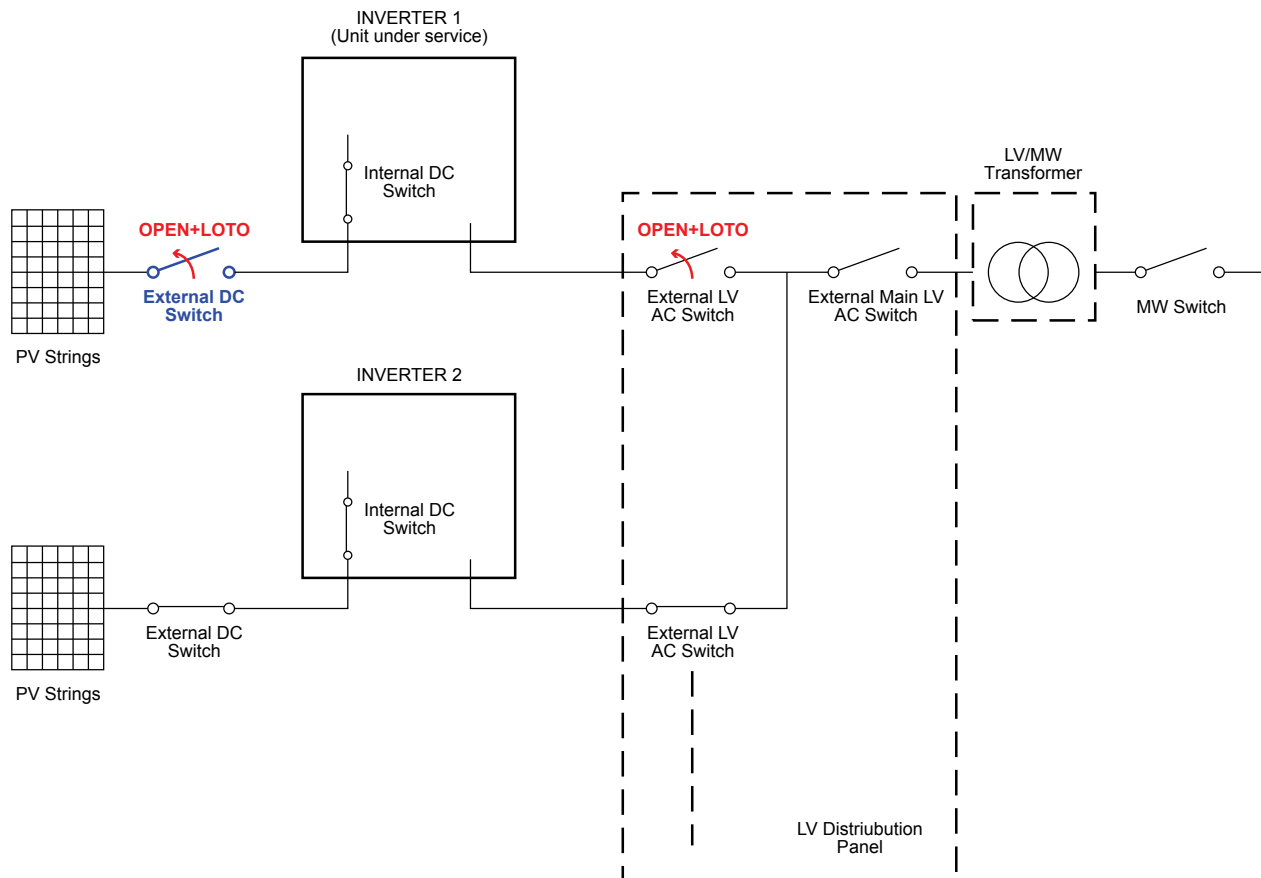 INVERTER 1
(Unit under service)
Internal DC
Switch
LV/MW
Transformer
OPEN+LOTO
OPEN+LOTO
External DC
Switch
External LV
AC Switch
External Main LV
AC Switch
MW Switch
PV Strings
INVERTER 2
Internal DC
Switch
External DC
Switch
External LV
AC Switch
PV Strings
LV Distriubution
Panel